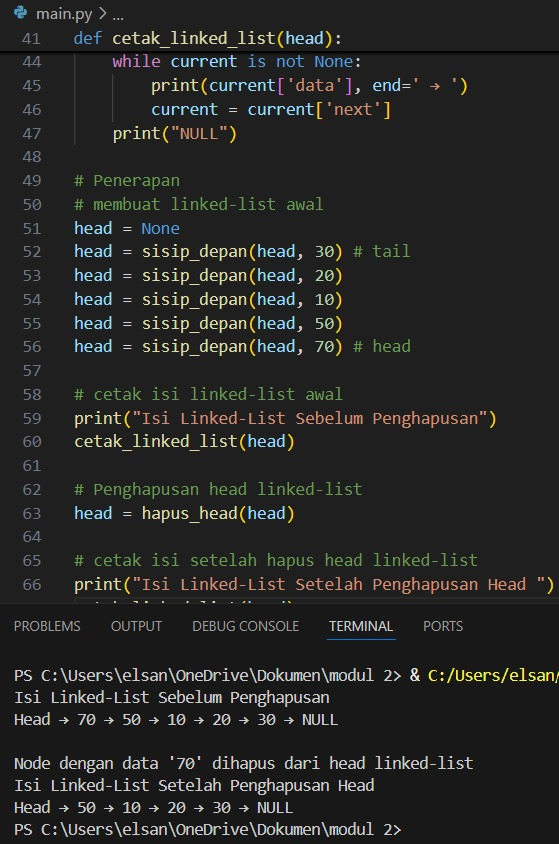 main.py > ...
41 def cetak_linked_list(head):
44 while current is not None:
45 print(current['data'], end=' → ')
46 current = current['next']
47 print("NULL")
48
49 # Penerapan
50 # membuat linked-list awal
51 head = None
52 head = sisip_depan(head, 30) # tail
53 head = sisip_depan(head, 20)
54 head = sisip_depan(head, 10)
55 head = sisip_depan(head, 50)
56 head = sisip_depan(head, 70) # head
57
58 # cetak isi linked-list awal
59 print("Isi Linked-List Sebelum Penghapusan")
60 cetak_linked_list(head)
61
62 # Penghapusan head linked-list
63 head = hapus_head(head)
64
65 # cetak isi setelah hapus head linked-list
66 print("Isi Linked-List Setelah Penghapusan Head ")
PROBLEMS OUTPUT DEBUG CONSOLE TERMINAL PORTS
PS C:\Users\elsan\OneDrive\Dokumen\modul 2> & C:/Users/elsan/
Isi Linked-List Sebelum Penghapusan
Head → 70 → 50 → 10 → 20 → 30 → NULL
Node dengan data '70' dihapus dari head linked-list
Isi Linked-List Setelah Penghapusan Head
Head → 50 → 10 → 20 → 30 → NULL
PS C:\Users\elsan\OneDrive\Dokumen\modul 2>